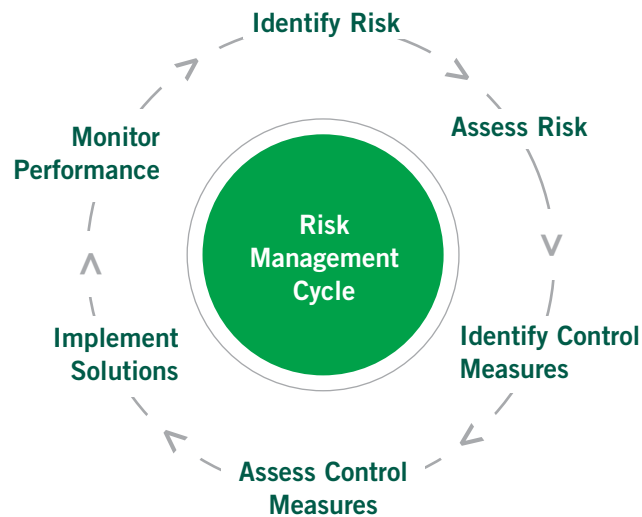 Identify Risk
Assess Risk
Identify Control
Measures
Assess Control
Measures
Implement
Solutions
Monitor
Performance
Risk
Management
Cycle